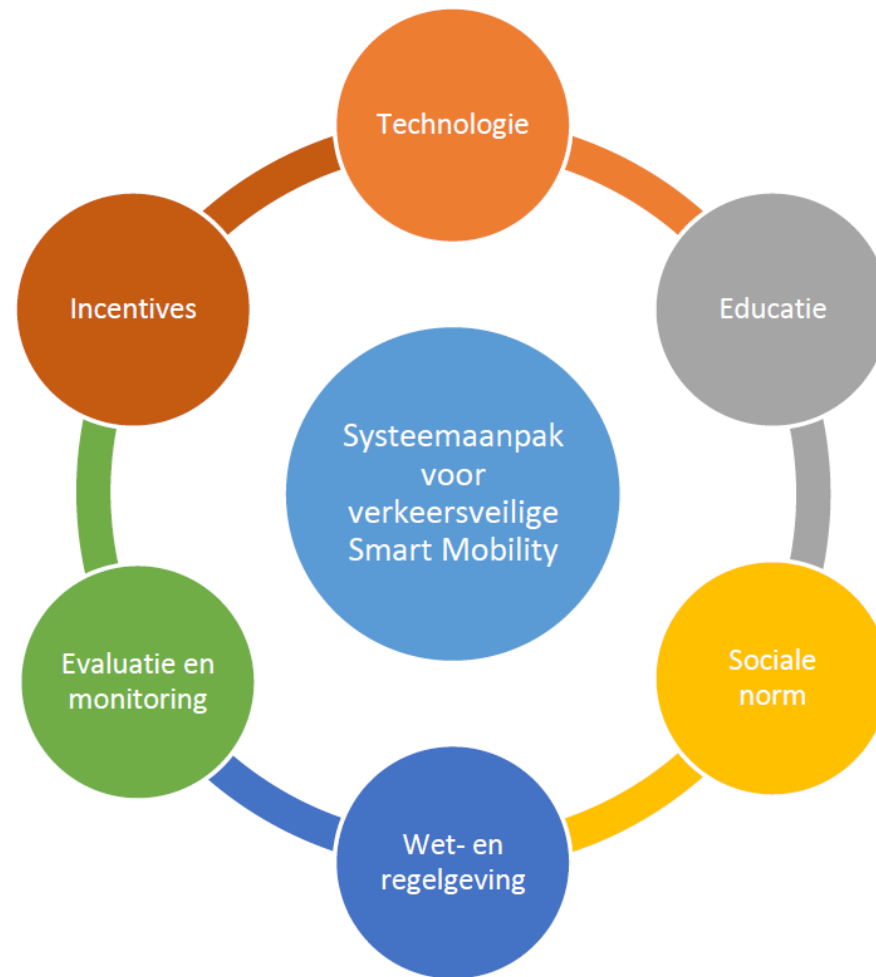 Technologie
Incentives
Educatie
Systeemaanpak
voor
verkeersveilige
Smart Mobility
Evaluatie en
monitoring
Sociale
norm
Wet- en
regelgeving